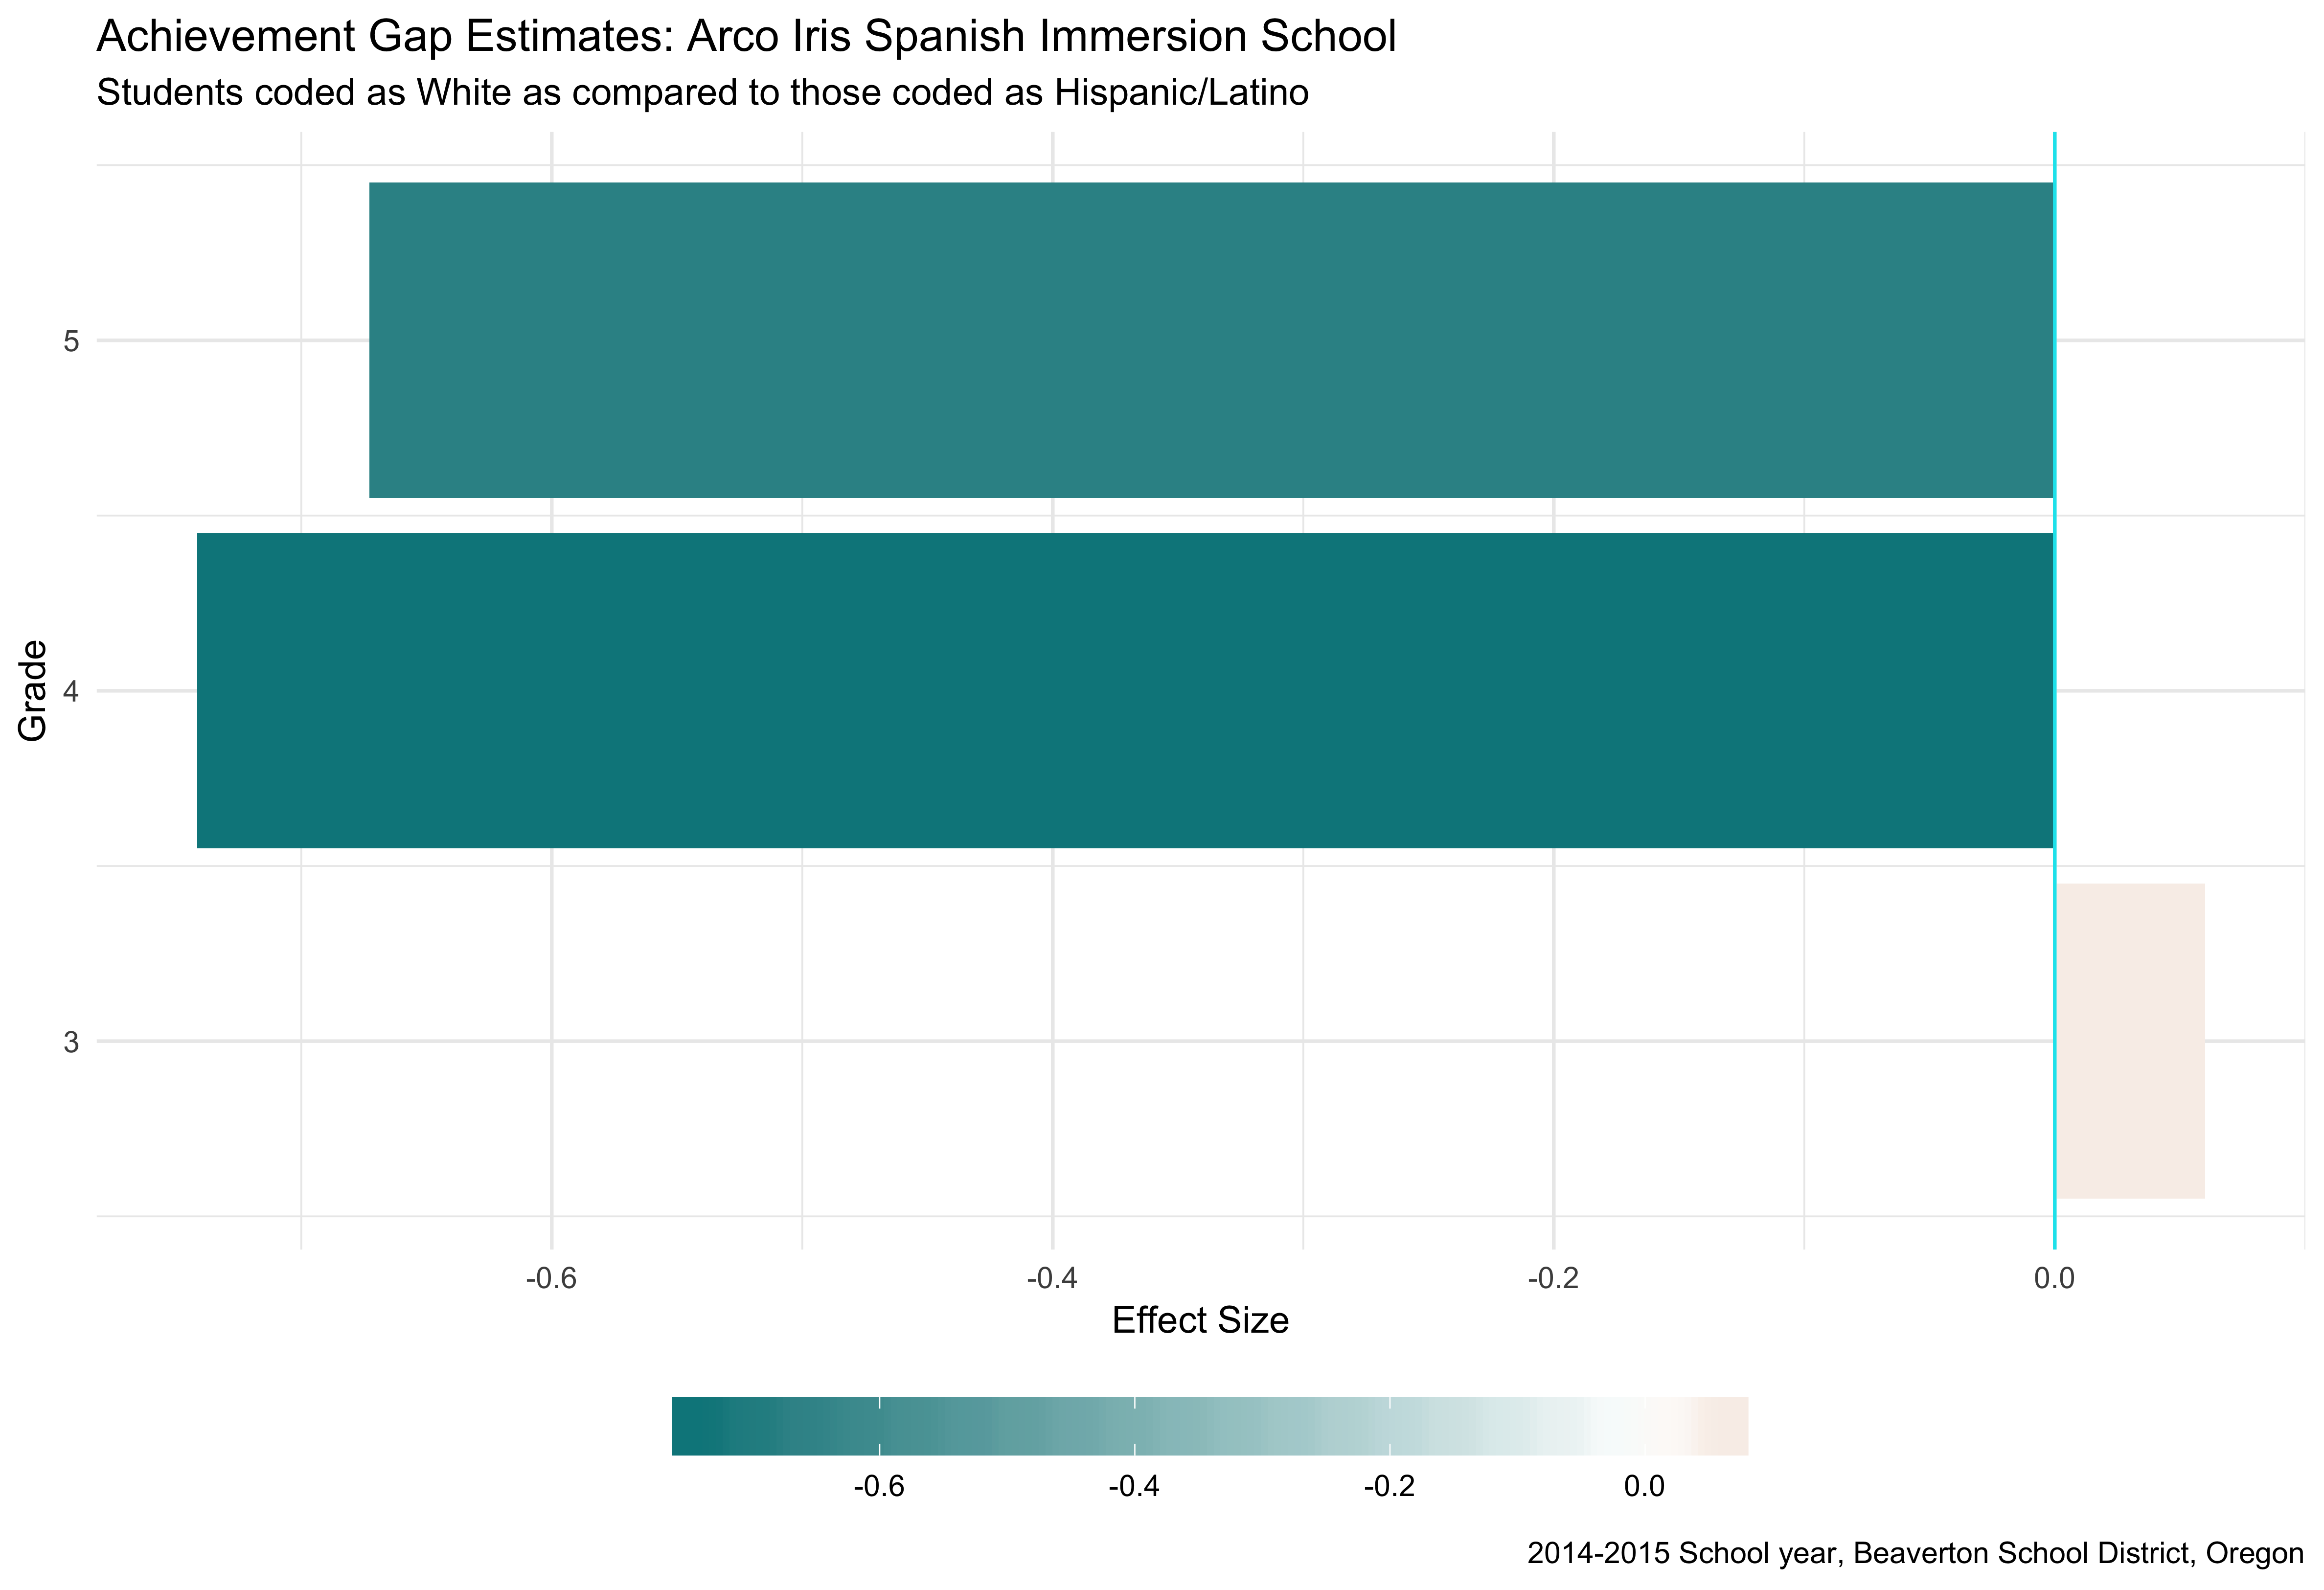 Achievement Gap Estimates: Arco Iris Spanish Immersion School
Students coded as White as compared to those coded as Hispanic/Latino
5
4
3
Grade
-0.6 -0.4 -0.2 0.0
Effect Size
-0.6 -0.4 -0.2 0.0
2014-2015 School year, Beaverton School District, Oregon